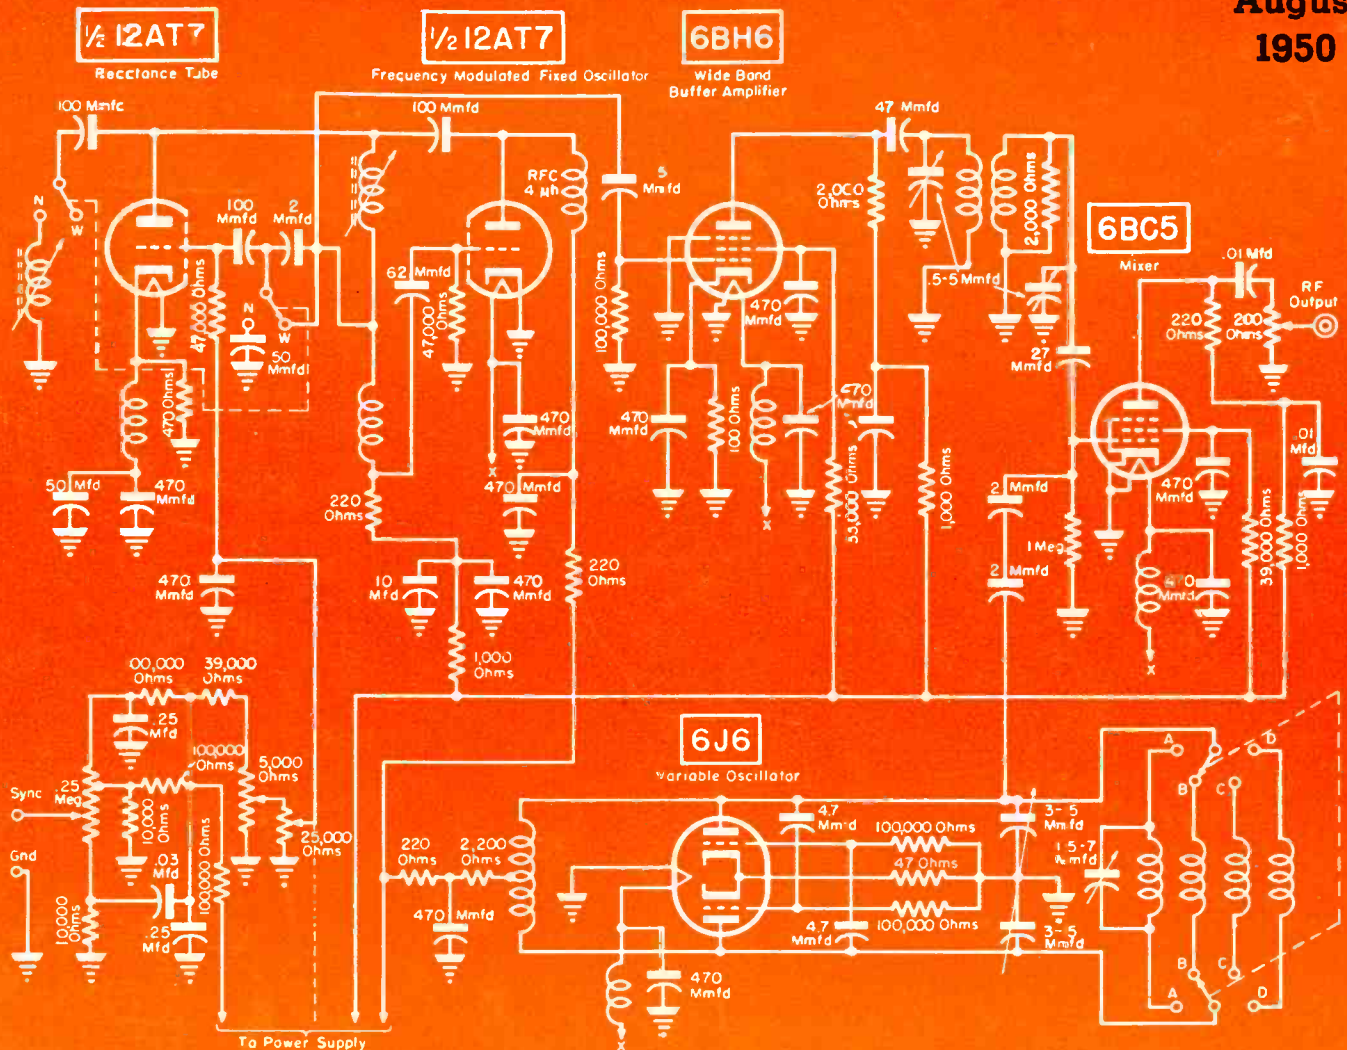 August
1950
½ 12AT7
Reactance Tube
½ 12AT7
Frequency Modulated Fixed Oscillator
6BH6
Wide Band
Buffer Amplifier
100 Mmfd
100 Mmfd
47 Mmfd
RFC
4 µh
5
Mmfd
2,000
Ohms
2,000 Ohms
6BC5
Mixer
.01 Mfd
RF
Output
N
W
100
Mmfd
2
Mmfd
62 Mmfd
47,000 Ohms
47,000 Ohms
100,000 Ohms
470
Mmfd
.5-5 Mmfd
220
Ohms
200
Ohms
N
W
50
Mmfd
27
Mmfd
470 Ohms
470
Mmfd
470
Mmfd
100 Ohms
470
Mmfd
.01
Mfd
50 Mfd
470
Mmfd
220
Ohms
470
Mmfd
X
X
33,000 Ohms
1,000 Ohms
2
Mmfd
470
Mmfd
1 Meg
39,000 Ohms
1,000 Ohms
470
Mmfd
10
Mfd
470
Mmfd
220
Ohms
2
Mmfd
470
Mmfd
X
1,000
Ohms
100,000
Ohms
39,000
Ohms
.25
Mfd
100,000
Ohms
5,000
Ohms
6J6
Variable Oscillator
A
D
B
C
Sync
.25
Meg
10,000
Ohms
25,000
Ohms
4.7
Mmfd
100,000 Ohms
3-5
Mmfd
1.5-7
Mmfd
220
Ohms
2,200
Ohms
47 Ohms
Gnd
.03
Mfd
100,000 Ohms
470 Mmfd
4.7
Mmfd
100,000
Ohms
3-5
Mmfd
10,000
Ohms
.25
Mfd
470
Mmfd
B
C
A
D
X
To Power Supply